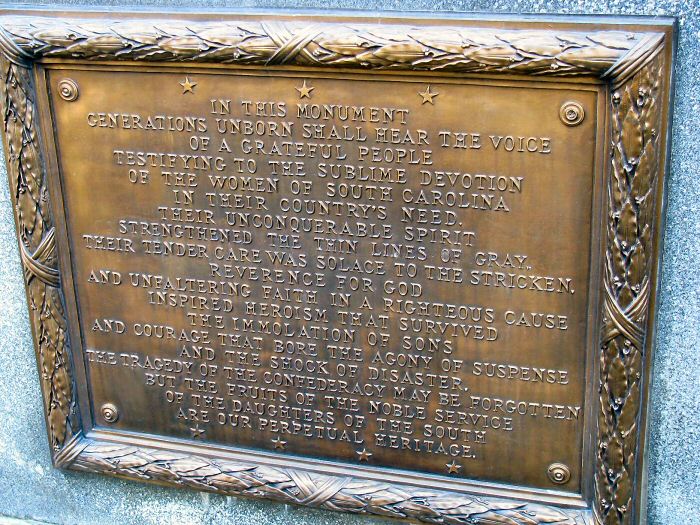 IN THIS MONUMENT
GENERATIONS UNBORN SHALL HEAR THE VOICE
OF A GRATEFUL PEOPLE
TESTIFYING TO THE SUBLIME DEVOTION
OF THE WOMEN OF SOUTH CAROLINA
IN THEIR COUNTRY'S NEED.
THEIR UNCONQUERABLE SPIRIT
STRENGTHENED THE THIN LINES OF GRAY.
THEIR TENDER CARE WAS SOLACE TO THE STRICKEN.
REVERENCE FOR GOD
AND UNFALTERING FAITH IN A RIGHTEOUS CAUSE
INSPIRED HEROISM THAT SURVIVED
THE IMMOLATION OF SONS
AND COURAGE THAT BORE THE AGONY OF SUSPENSE
AND THE SHOCK OF DISASTER.
THE TRAGEDY OF THE CONFEDERACY MAY BE FORGOTTEN
BUT THE FRUITS OF THE NOBLE SERVICE
OF THE DAUGHTERS OF THE SOUTH
ARE OUR PERPETUAL HERITAGE.